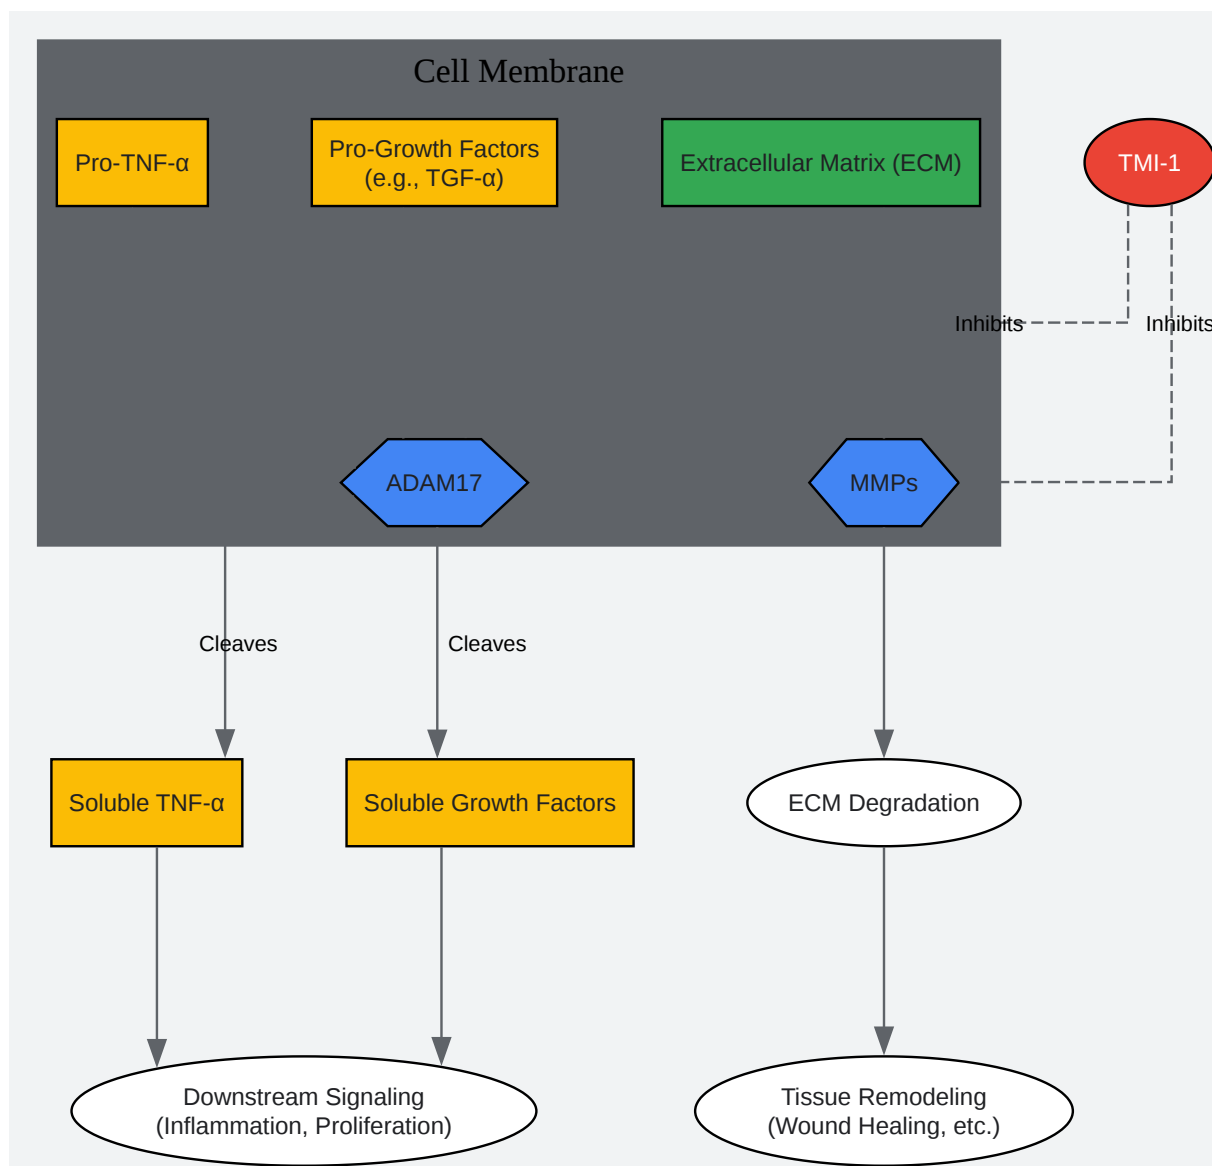 Cell Membrane
Pro-TNF-α
Pro-Growth Factors
(e.g., TGF-α)
Extracellular Matrix (ECM)
TMI-1
Inhibits
Inhibits
ADAM17
MMPs
Cleaves
Cleaves
Soluble TNF-α
Soluble Growth Factors
ECM Degradation
Downstream Signaling
(Inflammation, Proliferation)
Tissue Remodeling
(Wound Healing, etc.)